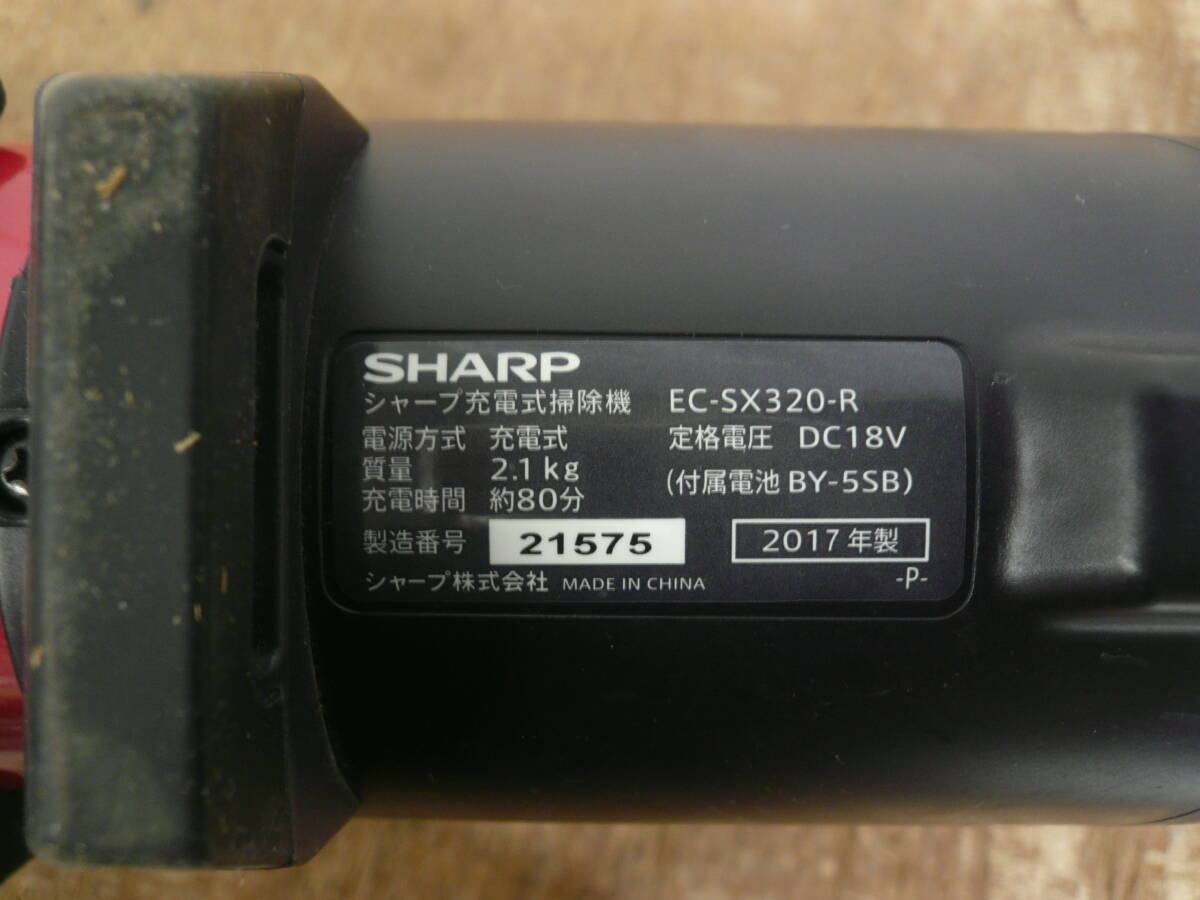 SHARP
シャープ充電式掃除機 EC-SX320-R
電源方式 充電式 定格電圧 DC18V
質量 2.1kg
(付属電池 BY-5SB)
充電時間 約80分
製造番号 21575 2017年製
シャープ株式会社 MADE IN CHINA -P-